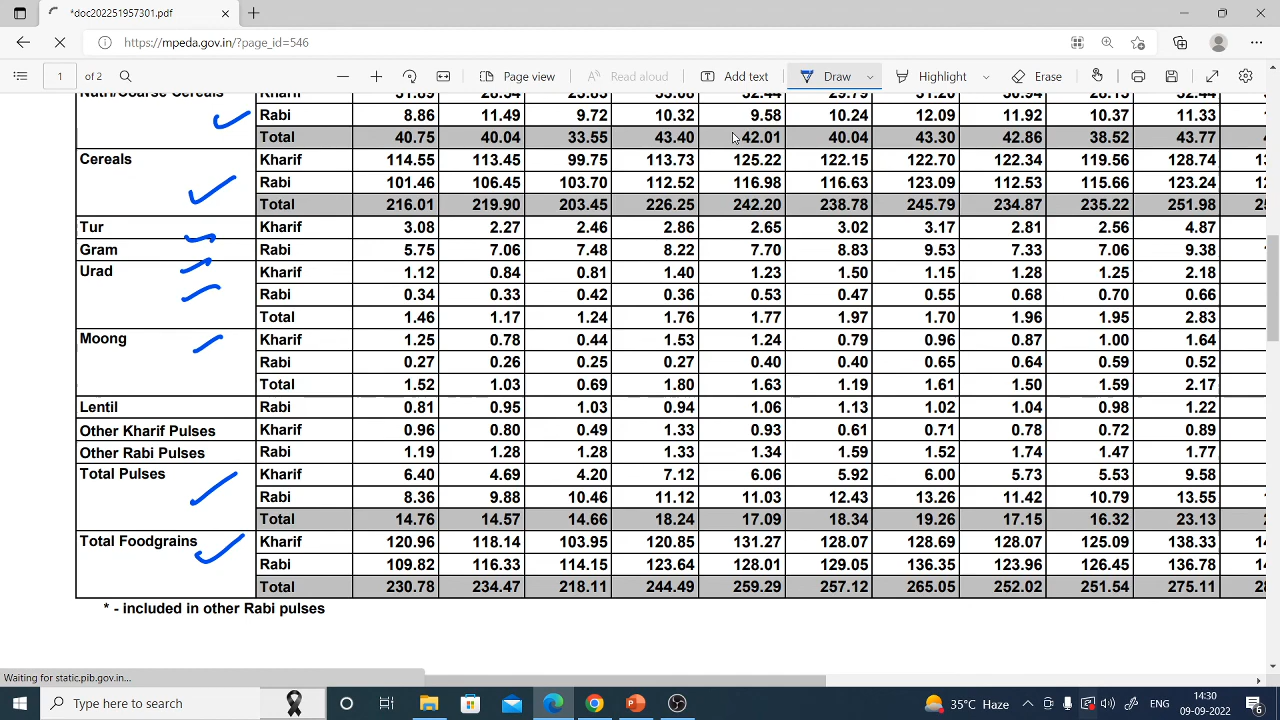 *doc202251957301.pdf
https://mpeda.gov.in/?page_id=546
1 of 2 Page view Read aloud Add text Draw Highlight Erase
Nutri/Coarse Cereals Kharif 31.89 28.54 23.83 33.08 32.44 29.79 31.20 30.94 28.15 32.44
Rabi 8.86 11.49 9.72 10.32 9.58 10.24 12.09 11.92 10.37 11.33
Total 40.75 40.04 33.55 43.40 42.01 40.04 43.30 42.86 38.52 43.77
Cereals Kharif 114.55 113.45 99.75 113.73 125.22 122.15 122.70 122.34 119.56 128.74
Rabi 101.46 106.45 103.70 112.52 116.98 116.63 123.09 112.53 115.66 123.24
Total 216.01 219.90 203.45 226.25 242.20 238.78 245.79 234.87 235.22 251.98
Tur Kharif 3.08 2.27 2.46 2.86 2.65 3.02 3.17 2.81 2.56 4.87
Gram Rabi 5.75 7.06 7.48 8.22 7.70 8.83 9.53 7.33 7.06 9.38
Urad Kharif 1.12 0.84 0.81 1.40 1.23 1.50 1.15 1.28 1.25 2.18
Rabi 0.34 0.33 0.42 0.36 0.53 0.47 0.55 0.68 0.70 0.66
Total 1.46 1.17 1.24 1.76 1.77 1.97 1.70 1.96 1.95 2.83
Moong Kharif 1.25 0.78 0.44 1.53 1.24 0.79 0.96 0.87 1.00 1.64
Rabi 0.27 0.26 0.25 0.27 0.40 0.40 0.65 0.64 0.59 0.52
Total 1.52 1.03 0.69 1.80 1.63 1.19 1.61 1.50 1.59 2.17
Lentil Rabi 0.81 0.95 1.03 0.94 1.06 1.13 1.02 1.04 0.98 1.22
Other Kharif Pulses Kharif 0.96 0.80 0.49 1.33 0.93 0.61 0.71 0.78 0.72 0.89
Other Rabi Pulses Rabi 1.19 1.28 1.28 1.33 1.34 1.59 1.52 1.74 1.47 1.77
Total Pulses Kharif 6.40 4.69 4.20 7.12 6.06 5.92 6.00 5.73 5.53 9.58
Rabi 8.36 9.88 10.46 11.12 11.03 12.43 13.26 11.42 10.79 13.55
Total 14.76 14.57 14.66 18.24 17.09 18.34 19.26 17.15 16.32 23.13
Total Foodgrains Kharif 120.96 118.14 103.95 120.85 131.27 128.07 128.69 128.07 125.09 138.33
Rabi 109.82 116.33 114.15 123.64 128.01 129.05 136.35 123.96 126.45 136.78
Total 230.78 234.47 218.11 244.49 259.29 257.12 265.05 252.02 251.54 275.11
* - included in other Rabi pulses
Waiting for static.pib.gov.in...
Type here to search 35°C Haze ENG 14:30
09-09-2022 6